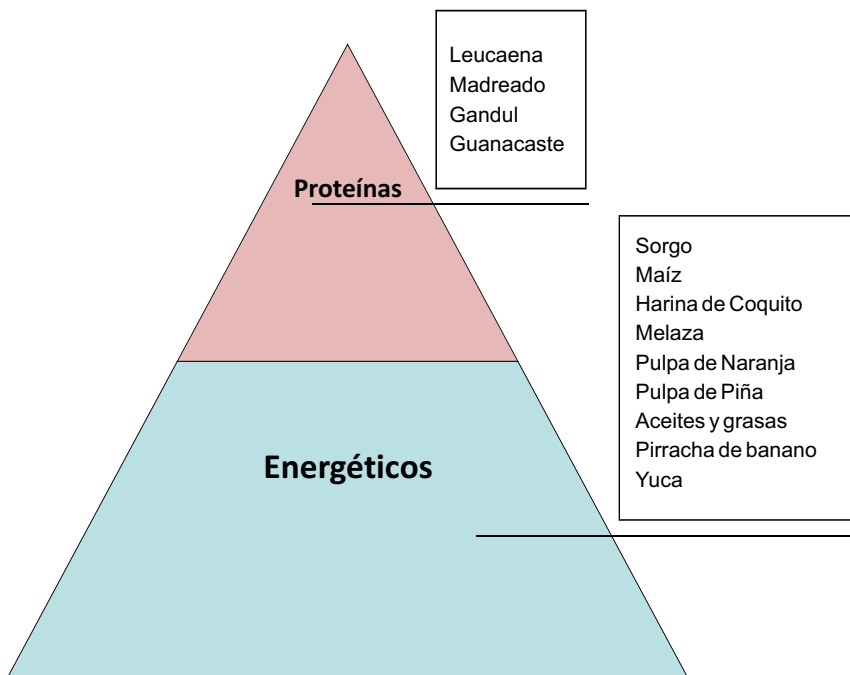 Leucaena
Madreado
Gandul
Guanacaste
Proteínas
Sorgo
Maíz
Harina de Coquito
Melaza
Pulpa de Naranja
Pulpa de Piña
Aceites y grasas
Pirracha de banano
Yuca
Energéticos